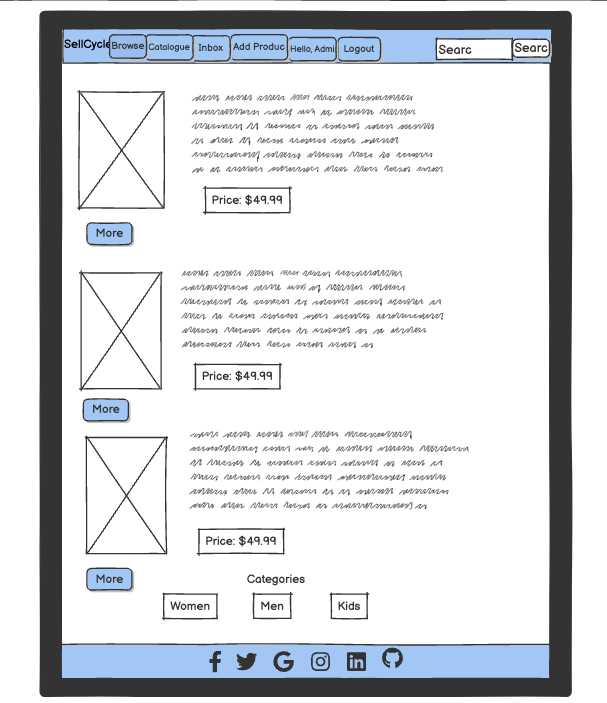 SellCycle
Browse
Catalogue
Inbox
Add Produc
Hello, Admi
Logout
Searc
Searc
Price: $49.99
More
Price: $49.99
More
Price: $49.99
More
Categories
Women
Men
Kids